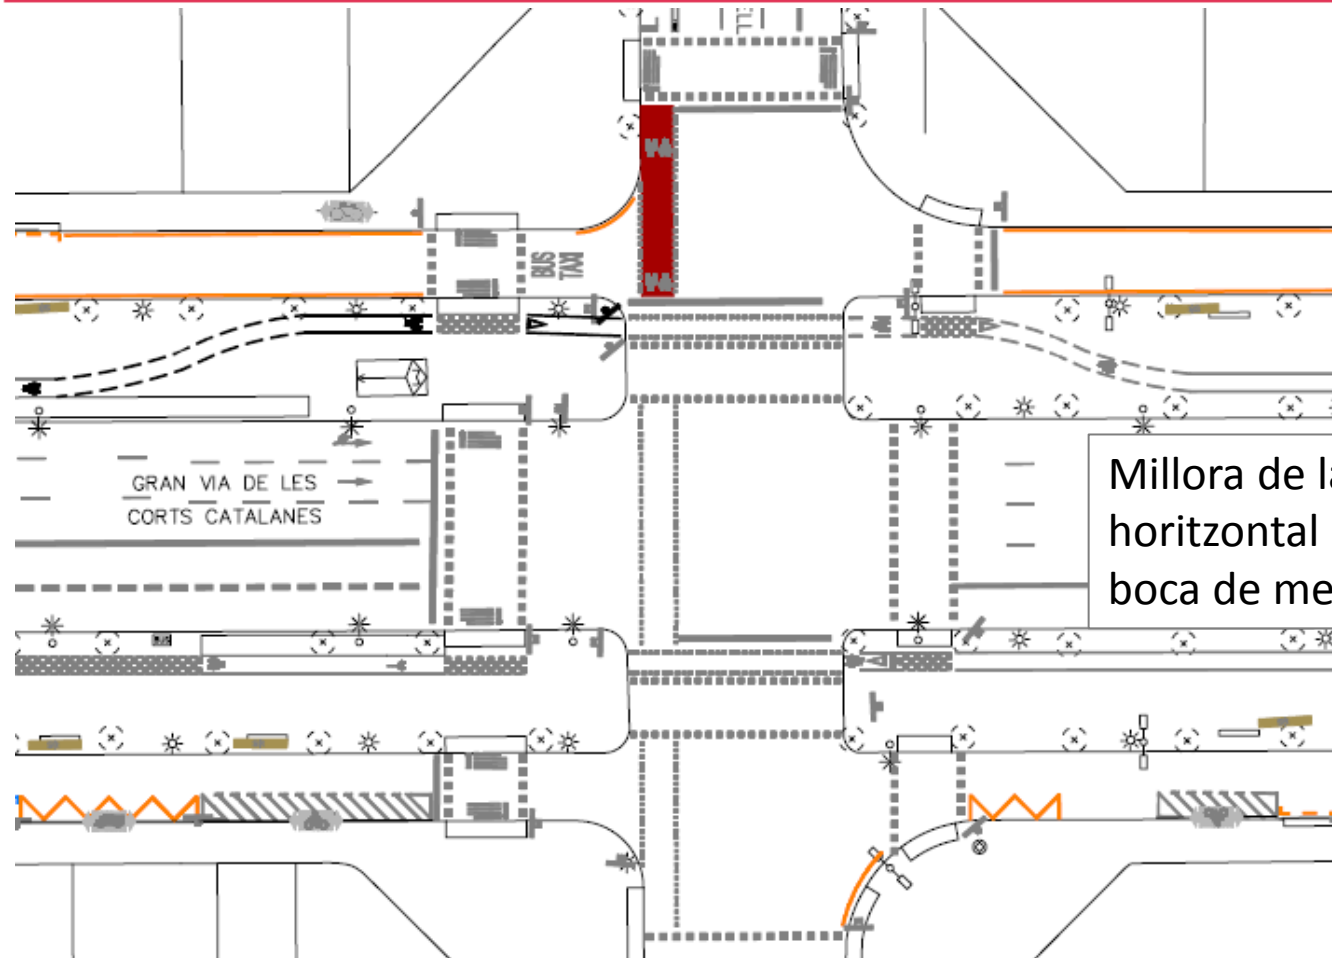 BUS
TAXI
GRAN VIA DE LES
CORTS CATALANES
Millora de la
horitzontal
boca de me